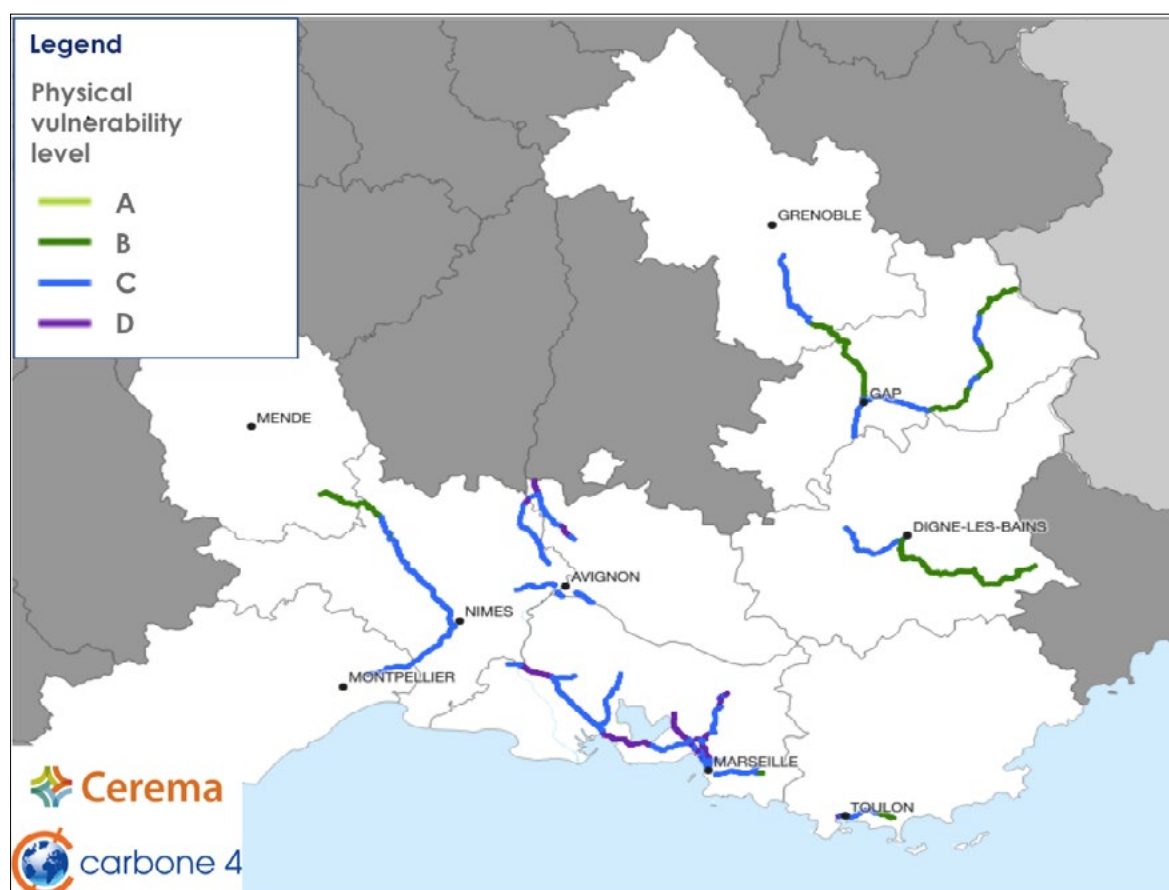 Legend
Physical
vulnerability
level
A
B
C
D
GRENOBLE
GAP
MENDE
DIGNE-LES-BAINS
AVIGNON
NIMES
MONTPELLIER
MARSEILLE
TOULON
Cerema
carbone 4